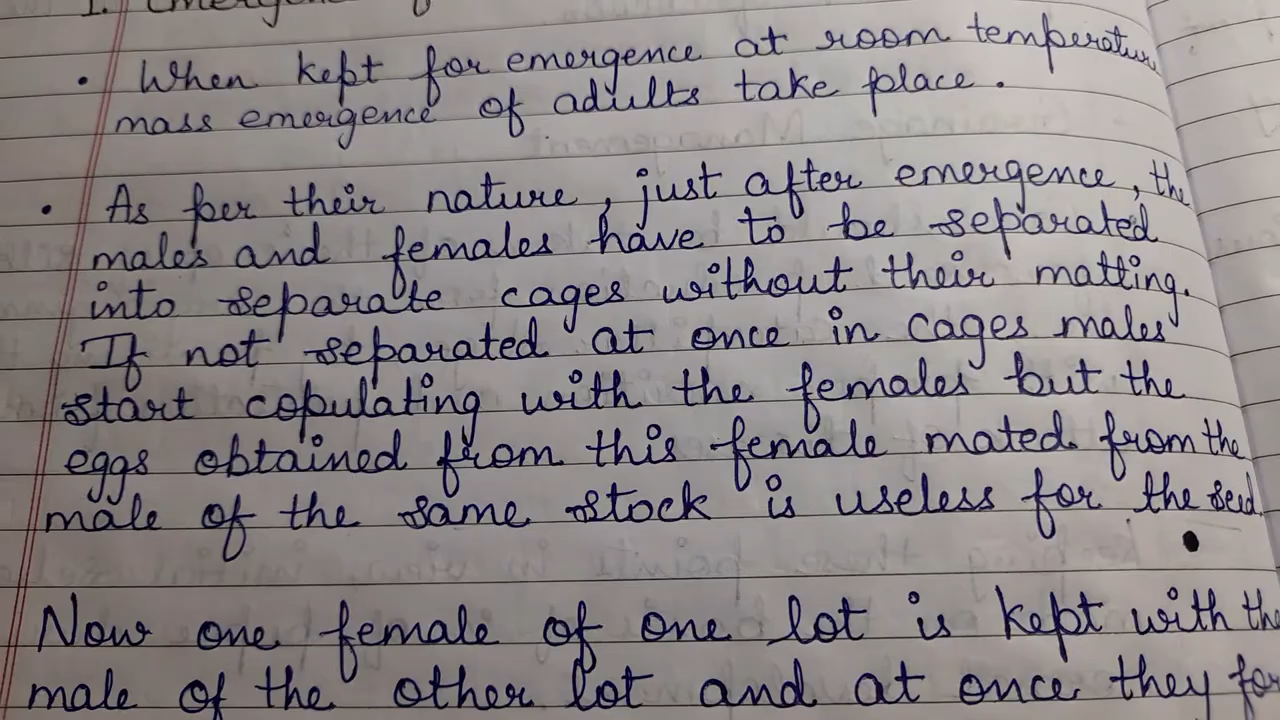 1. Emergence of
• When kept for emergence at room temperature
mass emergence of adults take place.
• As per their nature, just after emergence, the
males and females have to be separated
into separate cages without their matting.
If not separated at once in cages males
start copulating with the females but the
eggs obtained from this female mated from the
male of the same stock is useless for the seed.
Now one female of one lot is kept with the
male of the other lot and at once they for